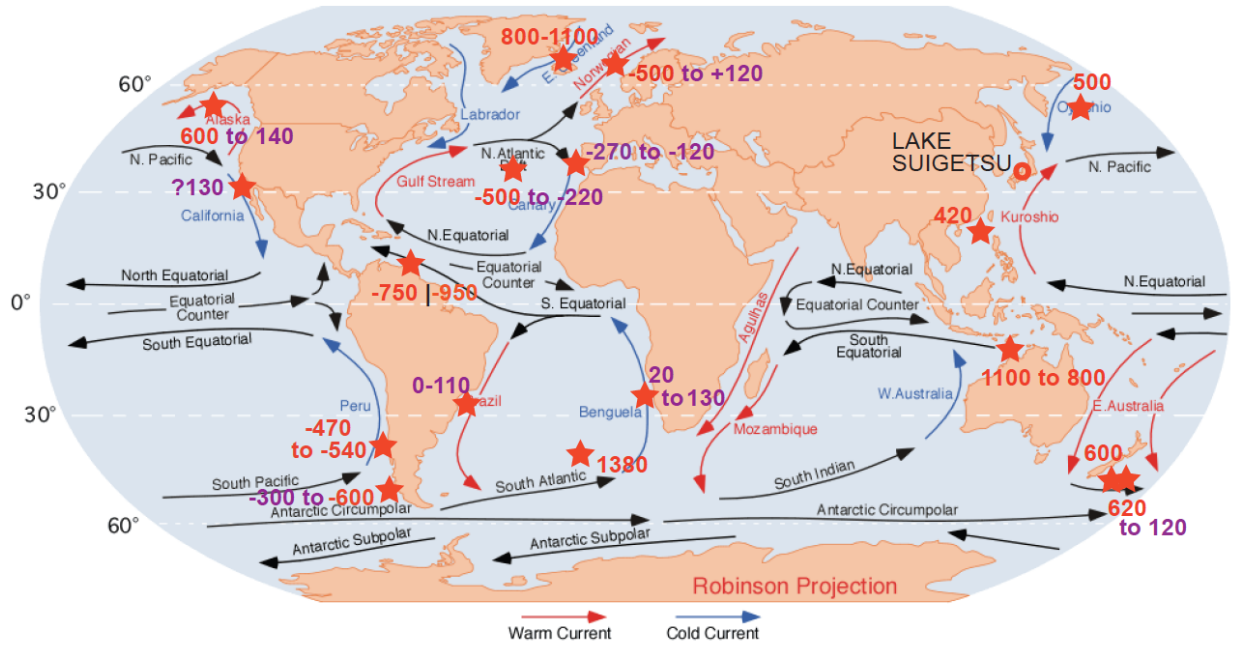 800-1100
E. Greenland
Norwegian
-500 to +120
60°
500
Oyashio
Labrador
Alaska
600 to 140
N. Pacific
LAKE
SUIGETSU
N. Pacific
-270 to -120
N.Atlantic
Gulf Stream
-500 to -220
Canary
30°
?130
California
420
Kuroshio
N.Equatorial
Equatorial
Counter
North Equatorial
Equatorial
Counter
-750 |-950
S. Equatorial
N.Equatorial
Equatorial Counter
N.Equatorial
0°
South Equatorial
Agulhas
South
Equatorial
1100 to 800
0-110
20
to 130
W.Australia
E.Australia
30°
Peru
Benguela
Mozambique
-470
to -540
1380
600
South Pacific
-300 to -600
South Atlantic
South Indian
620
to 120
Antarctic Circumpolar
Antarctic Circumpolar
60°
Antarctic Subpolar
Antarctic Subpolar
Robinson Projection
Warm Current
Cold Current